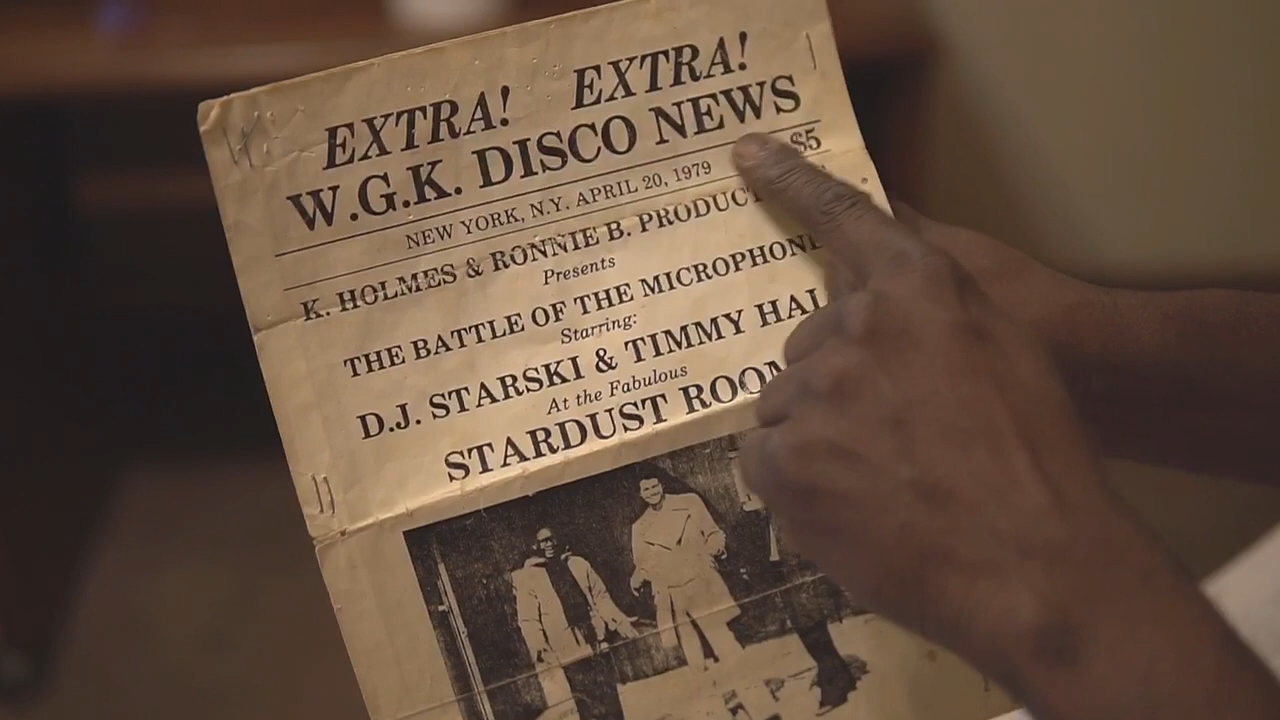 EXTRA! EXTRA!
W.G.K. DISCO NEWS
NEW YORK, N.Y. APRIL 20, 1979 $5
K. HOLMES & RONNIE B. PRODUCT
Presents
THE BATTLE OF THE MICROPHONE
Starring:
D.J. STARSKI & TIMMY HAL
At the Fabulous
STARDUST ROOM